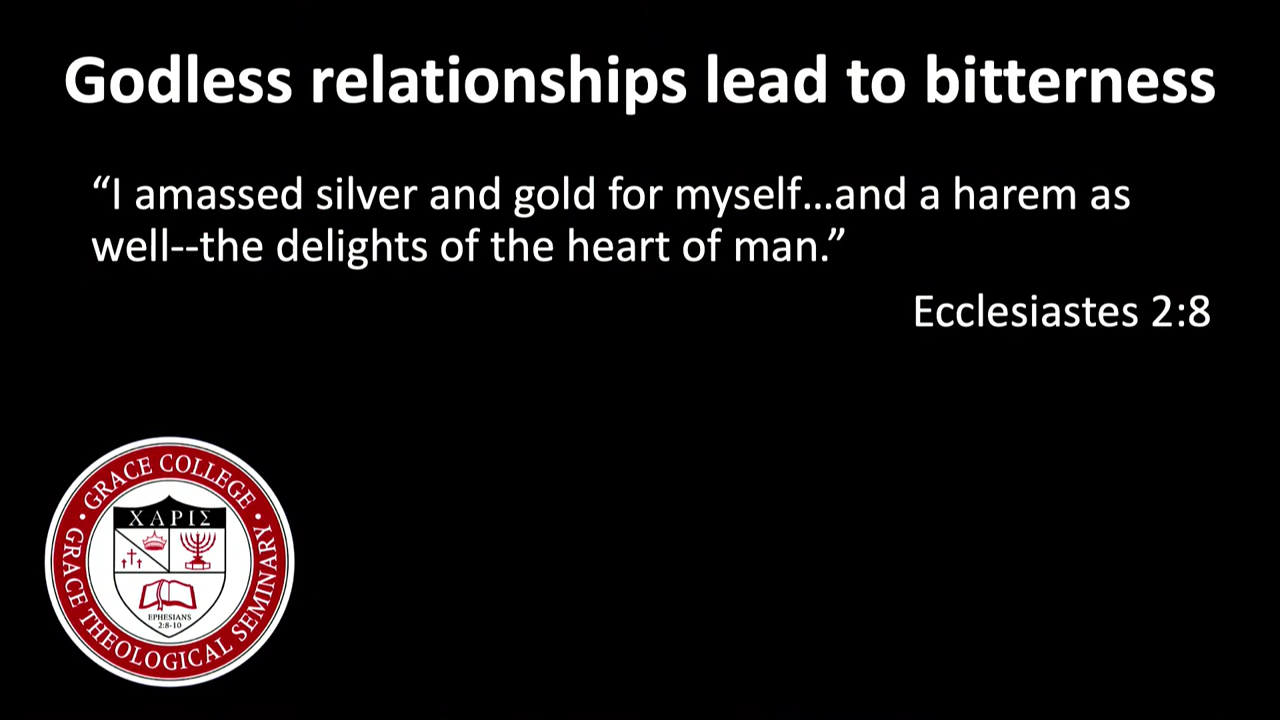 Godless relationships lead to bitterness
“I amassed silver and gold for myself...and a harem as
well--the delights of the heart of man.”
Ecclesiastes 2:8
• GRACE COLLEGE •
GRACE THEOLOGICAL SEMINARY
ΧΑΡΙΣ
EPHESIANS
2:8-10